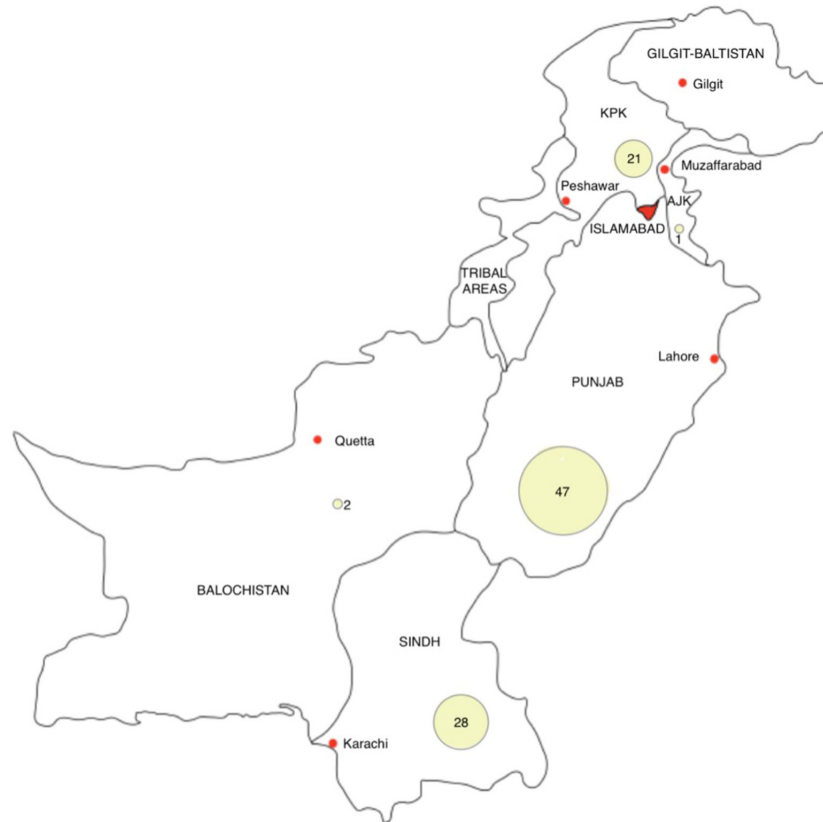 GILGIT-BALTISTAN
Gilgit
KPK
21
Muzaffarabad
Peshawar
AJK
ISLAMABAD
1
TRIBAL
AREAS
Lahore
PUNJAB
Quetta
47
2
BALOCHISTAN
SINDH
28
Karachi